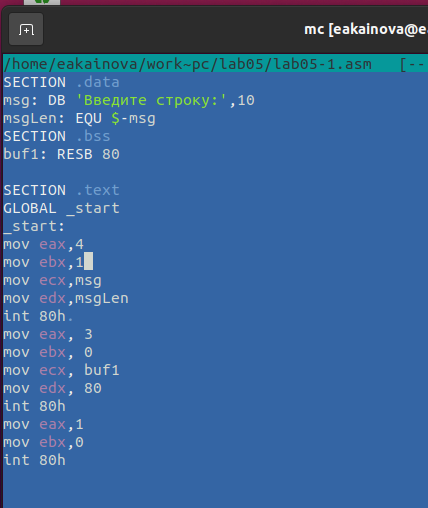 mc [eakainova@ea
/home/eakainova/work-pc/lab05/lab05-1.asm [--
SECTION .data
msg: DB 'Введите строку:',10
msgLen: EQU $-msg
SECTION .bss
buf1: RESB 80
SECTION .text
GLOBAL _start
_start:
mov eax,4
mov ebx,1
mov ecx,msg
mov edx,msgLen
int 80h.
mov eax, 3
mov ebx, 0
mov ecx, buf1
mov edx, 80
int 80h
mov eax,1
mov ebx,0
int 80h